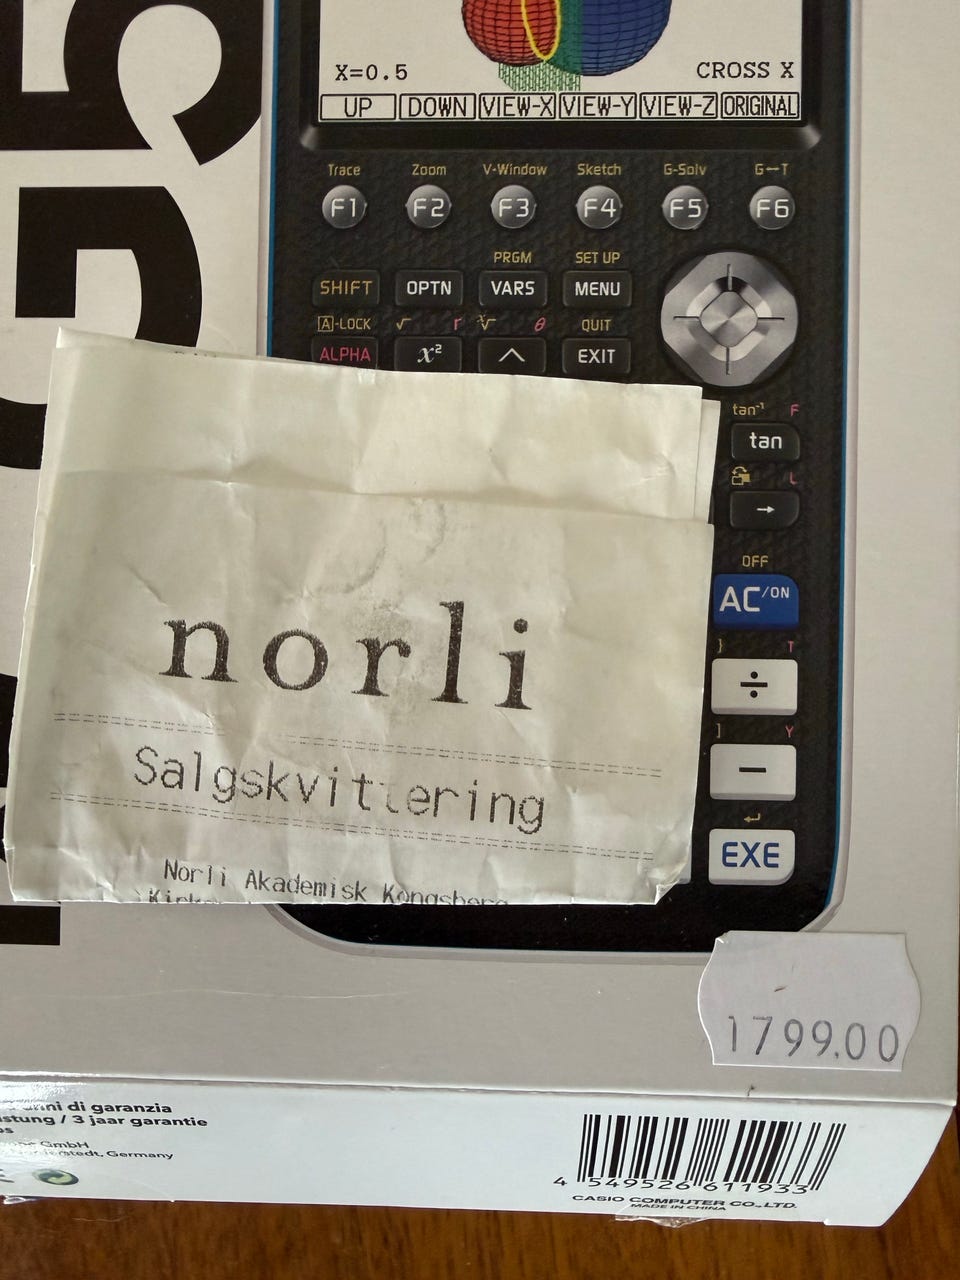 CG5
X=0.5 CROSS X
UP DOWN VIEW-X VIEW-Y VIEW-Z ORIGINAL
Trace Zoom V-Window Sketch G-Solv G↔T
F1 F2 F3 F4 F5 F6
PRGM SET UP
SHIFT OPTN VARS MENU
A-LOCK √ r ˣ√ θ QUIT
ALPHA x² ^ EXIT
tan⁻¹ F
tan
L
→
OFF
AC/ON
} T
÷
] Y
−
↵
EXE
norli
Salgskvittering
Norli Akademisk Kongsberg
1799.00
anni di garanzia
/ 3 jaar garantie
GmbH
Germany
4 549526 611933
CASIO COMPUTER CO., LTD.
MADE IN CHINA